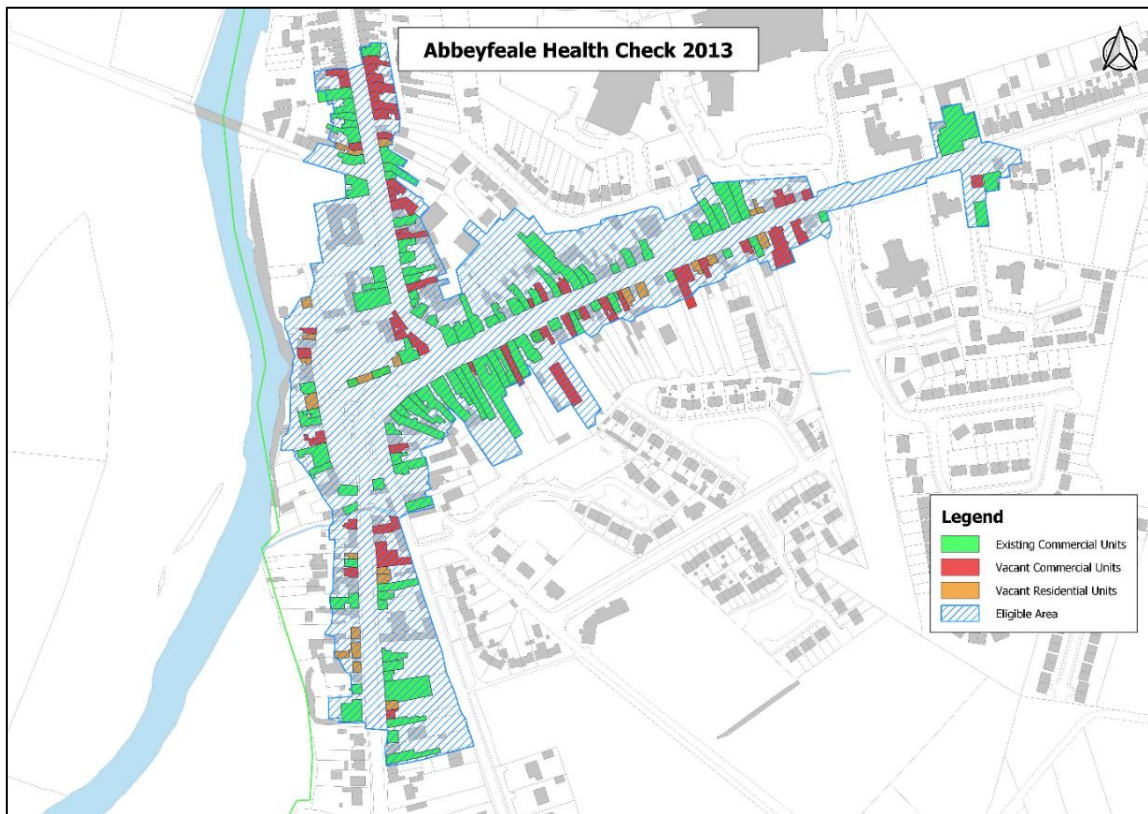 Abbeyfeale Health Check 2013
Legend
Existing Commercial Units
Vacant Commercial Units
Vacant Residential Units
Eligible Area